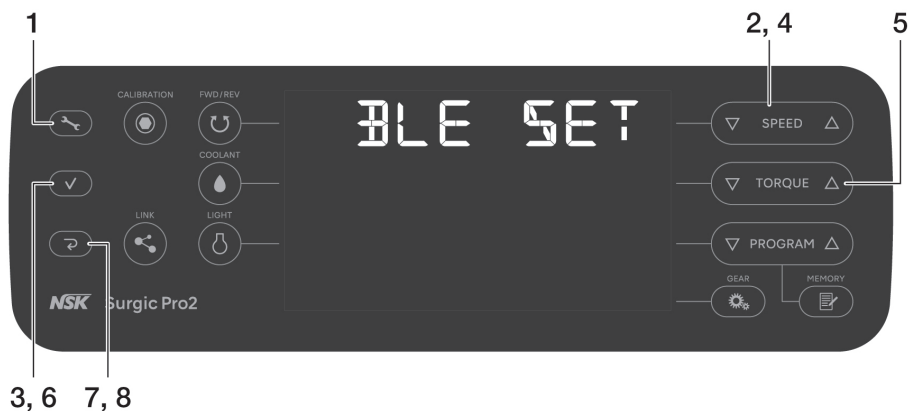 1
2, 4
5
CALIBRATION
FWD/REV
BLE SET
SPEED
COOLANT
TORQUE
LINK
LIGHT
PROGRAM
GEAR
MEMORY
NSK Surgic Pro2
3, 6
7, 8